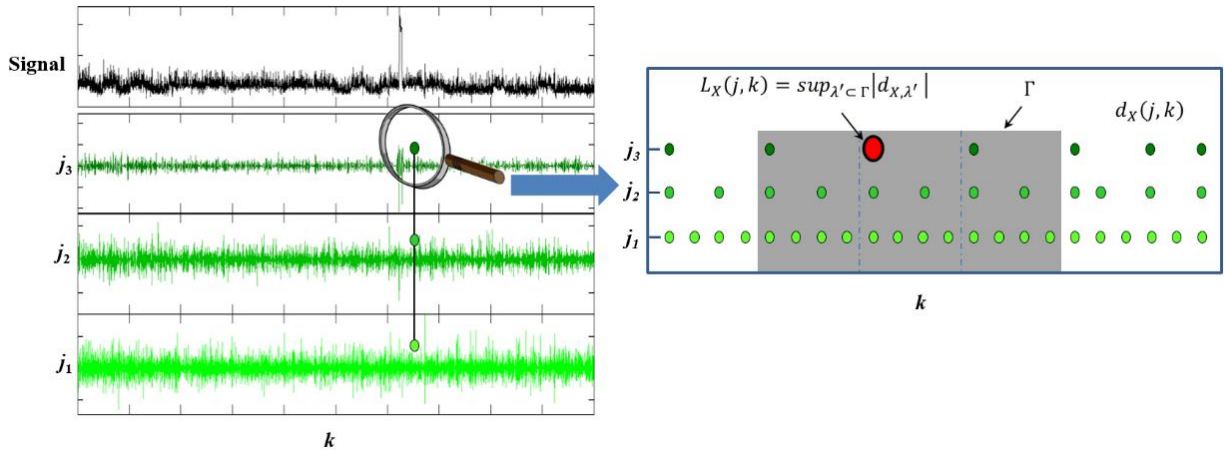 Signal
j₃
j₂
j₁
k
L_X(j, k) = sup_{λ′⊂ Γ}|d_{X,λ′}|
Γ
d_X(j, k)
j₃
j₂
j₁
k